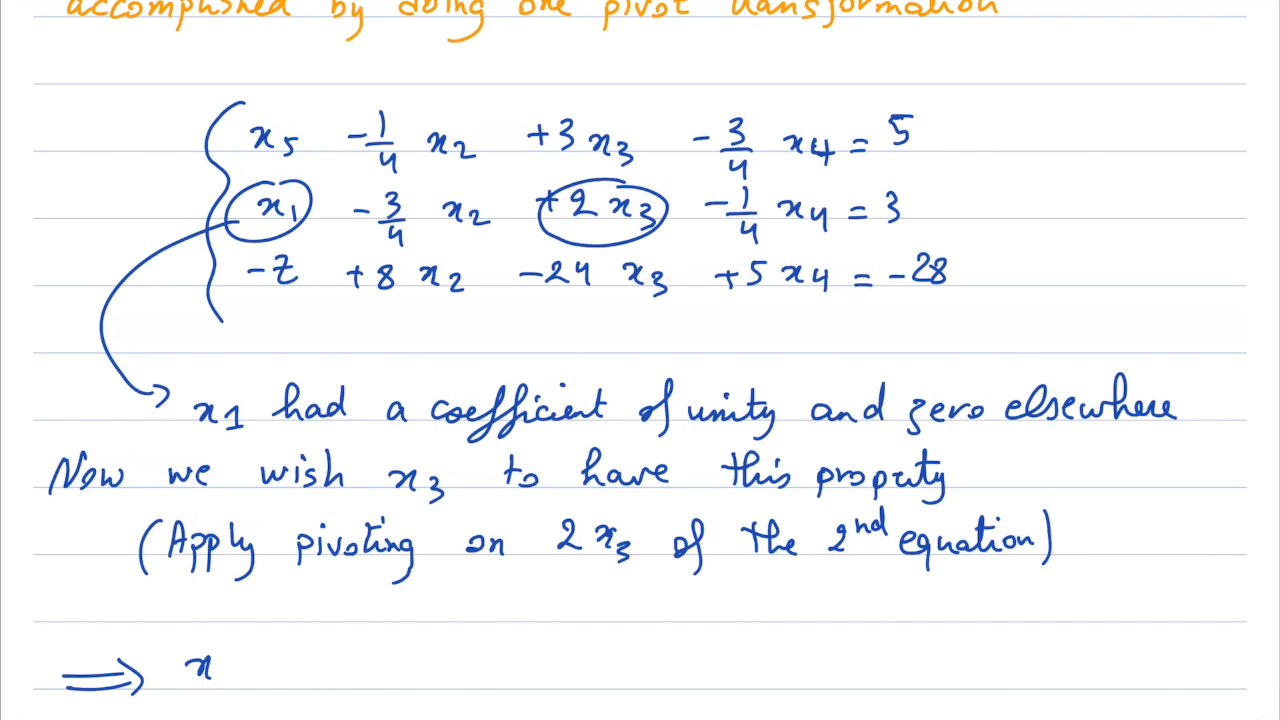 accomplished by doing one pivot transformation
x5 -1/4 x2 +3 x3 -3/4 x4 = 5
x1 -3/4 x2 +2 x3 -1/4 x4 = 3
-z +8 x2 -24 x3 +5 x4 = -28
x1 had a coefficient of unity and zero elsewhere
Now we wish x3 to have this property
(Apply pivoting on 2 x3 of the 2nd equation)
⟹ x